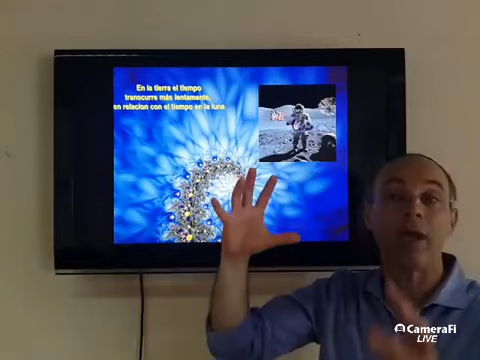 En la tierra el tiempo
transcurre más lentamente,
en relacion con el tiempo en la luna
CameraFi
LIVE